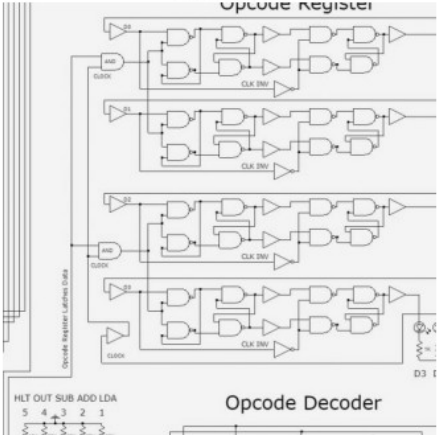 Opcode Register
D0
AND
CLOCK
CLK INV
D1
CLK INV
D2
AND
CLOCK
CLK INV
D3
Opcode Register Latches Data
CLK INV
CLOCK
D3
HLT OUT SUB ADD LDA
5 4 3 2 1
Opcode Decoder